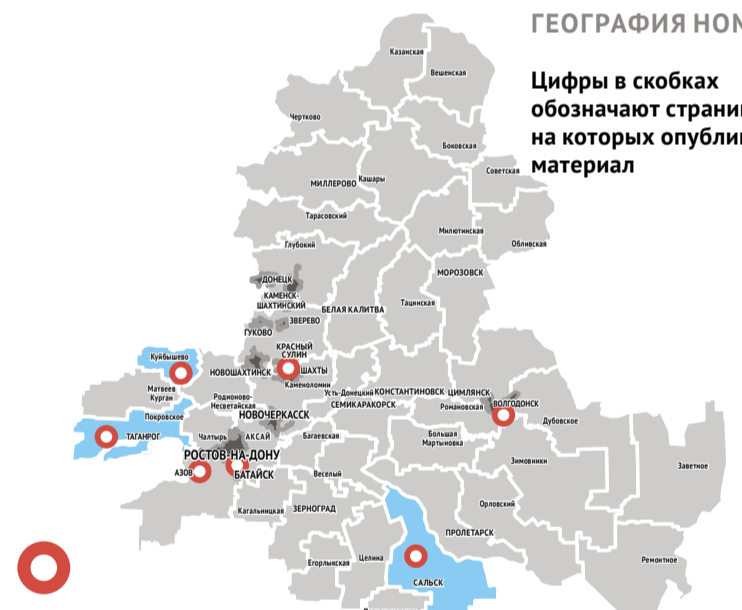 ГЕОГРАФИЯ НОМ
Цифры в скобках
обозначают страни
на которых опубли
материал
Казанская
Вешенская
Чертково
Боковская
Советская
МИЛЛЕРОВО
Кашары
Тарасовский
Милютинская
Обливская
Глубокий
МОРОЗОВСК
ДОНЕЦК
КАМЕНСК-
ШАХТИНСКИЙ
БЕЛАЯ КАЛИТВА
Тацинская
ЗВЕРЕВО
ГУКОВО
КРАСНЫЙ
СУЛИН
Куйбышево
НОВОШАХТИНСК
ШАХТЫ
Каменоломни
Матвеев
Курган
Родионово-
Несветайская
Усть-Донецкий
КОНСТАНТИНОВСК
ЦИМЛЯНСК
СЕМИКАРАКОРСК
Романовская
ВОЛГОДОНСК
Покровское
НОВОЧЕРКАССК
Дубовское
ТАГАНРОГ
Чалтырь
АКСАЙ
Багаевская
Большая
Мартыновка
РОСТОВ-НА-ДОНУ
Зимовники
Заветное
АЗОВ
БАТАЙСК
Веселый
Кагальницкая
ЗЕРНОГРАД
Орловский
ПРОЛЕТАРСК
Егорлыкская
Целина
Ремонтное
САЛЬСК